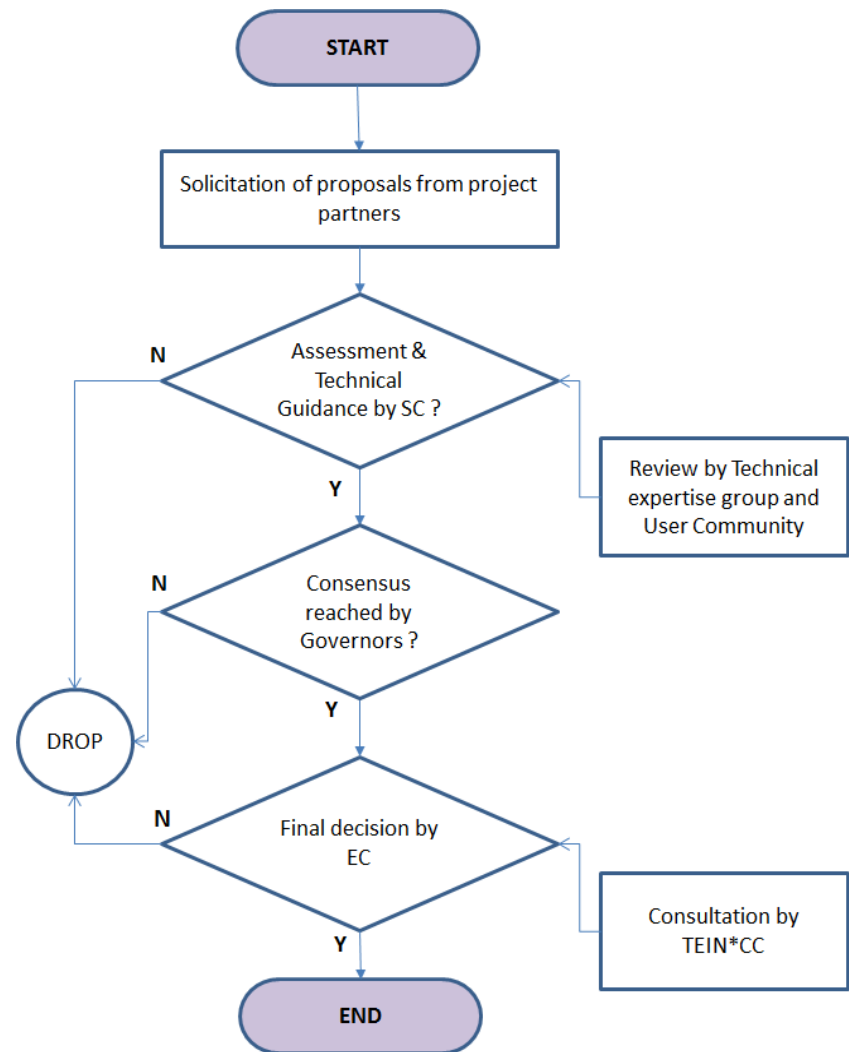 START
Solicitation of proposals from project
partners
N
Assessment &
Technical
Guidance by SC ?
Y
Review by Technical
expertise group and
User Community
N
Consensus
reached by
Governors ?
Y
DROP
N
Final decision by
EC
Y
Consultation by
TEIN*CC
END